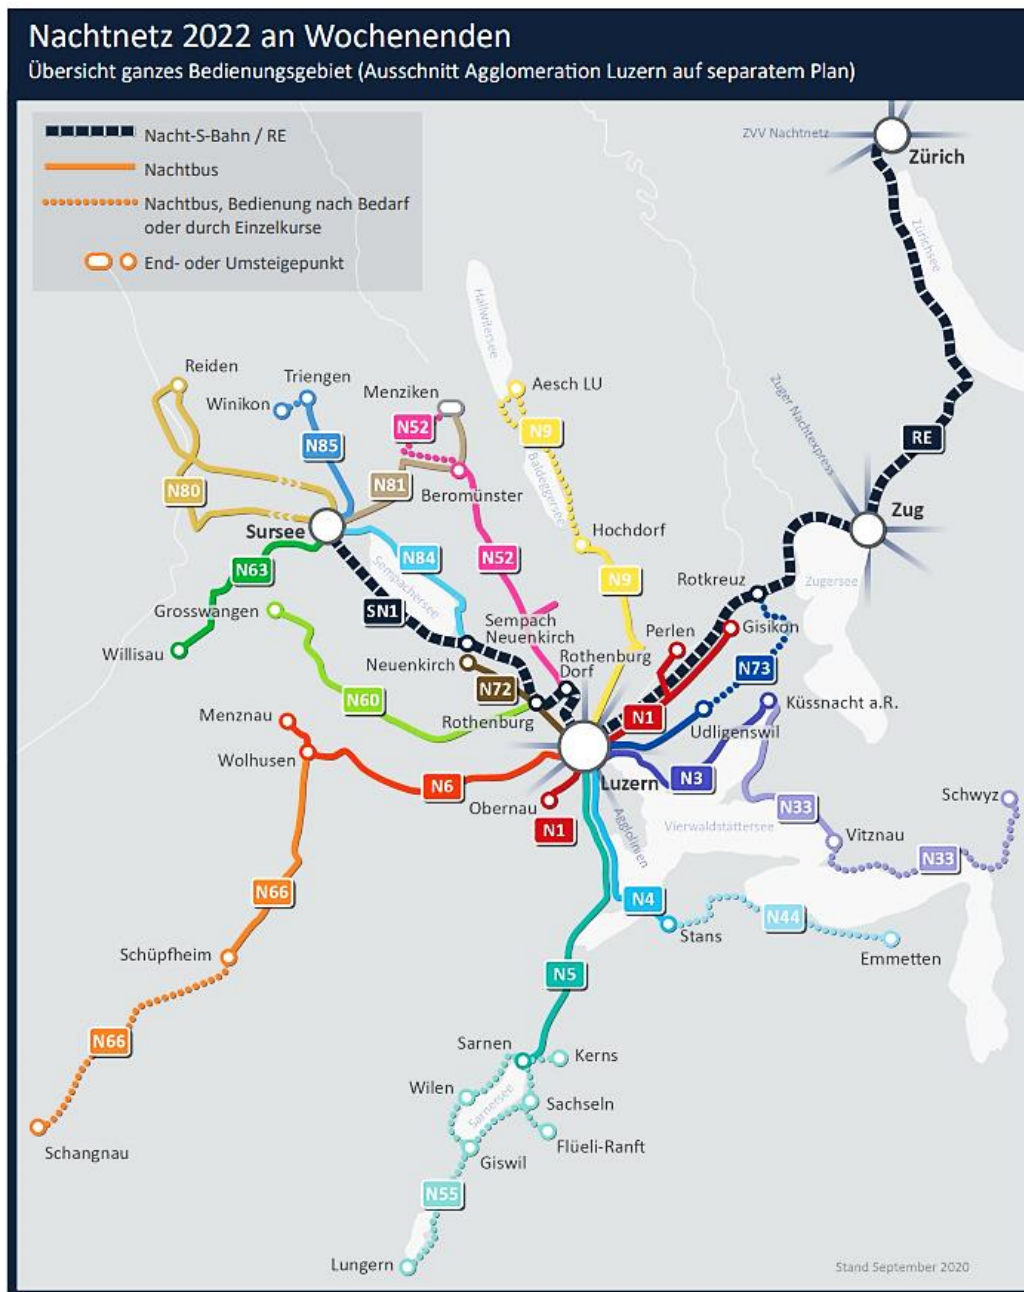 Nachtnetz 2022 an Wochenenden
Übersicht ganzes Bedienungsgebiet (Ausschnitt Agglomeration Luzern auf separatem Plan)
Nacht-S-Bahn / RE
Nachtbus
Nachtbus, Bedienung nach Bedarf
oder durch Einzelkurse
End- oder Umsteigepunkt
ZVV Nachtnetz
Zürich
Zürichsee
Hallwilersee
Reiden
Triengen
Winikon
Menziken
Aesch LU
Zuger Nachtexpress
N52
N9
RE
N85
N80
N81
Beromünster
Baldeggersee
Zug
Sursee
Hochdorf
N63
N84
N52
N9
Sempachersee
Rotkreuz
Zugersee
Grosswangen
SN1
Sempach
Neuenkirch
Perlen
Gisikon
Willisau
Neuenkirch
Rothenburg
Dorf
N73
N72
N60
Rothenburg
N1
Küssnacht a.R.
Menznau
Udligenswil
Wolhusen
Luzern
N3
N6
Obernau
N1
Agglolinien
Vierwaldstättersee
N33
Schwyz
Vitznau
N33
N66
N4
N44
Stans
Emmetten
Schüpfheim
N5
N66
Sarnen
Kerns
Wilen
Sarnersee
Sachseln
Flüeli-Ranft
Schangnau
Giswil
N55
Lungern
Stand September 2020